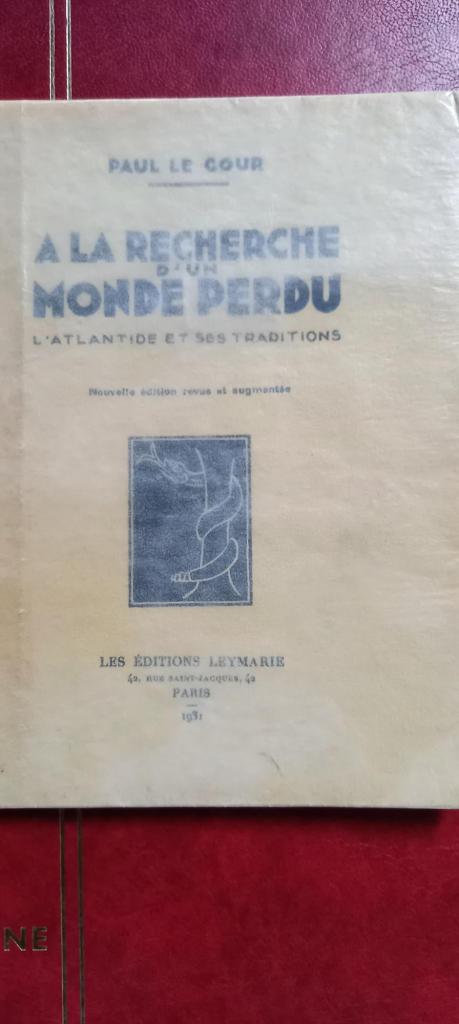 PAUL LE COUR
A LA RECHERCHE
D'UN
MONDE PERDU
L'ATLANTIDE ET SES TRADITIONS
Nouvelle édition revue et augmentée
LES ÉDITIONS LEYMARIE
42, RUE SAINT-JACQUES, 42
PARIS
1931
NE